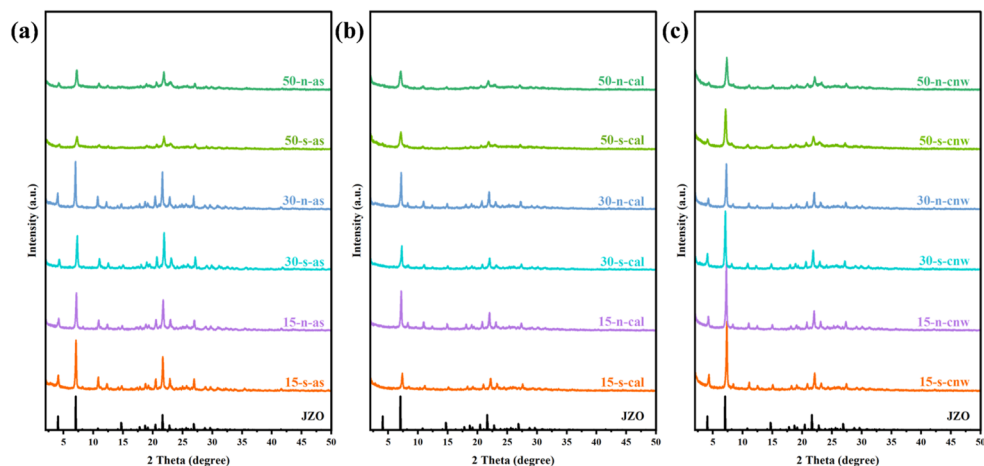 (a)
50-n-as
50-s-as
30-n-as
30-s-as
15-n-as
15-s-as
JZO
Intensity (a.u.)
5 10 15 20 25 30 35 40 45 50
2 Theta (degree)
(b)
50-n-cal
50-s-cal
30-n-cal
30-s-cal
15-n-cal
15-s-cal
JZO
Intensity (a.u.)
5 10 15 20 25 30 35 40 45 50
2 Theta (degree)
(c)
50-n-cnw
50-s-cnw
30-n-cnw
30-s-cnw
15-n-cnw
15-s-cnw
JZO
Intensity (a.u.)
5 10 15 20 25 30 35 40 45 50
2 Theta (degree)